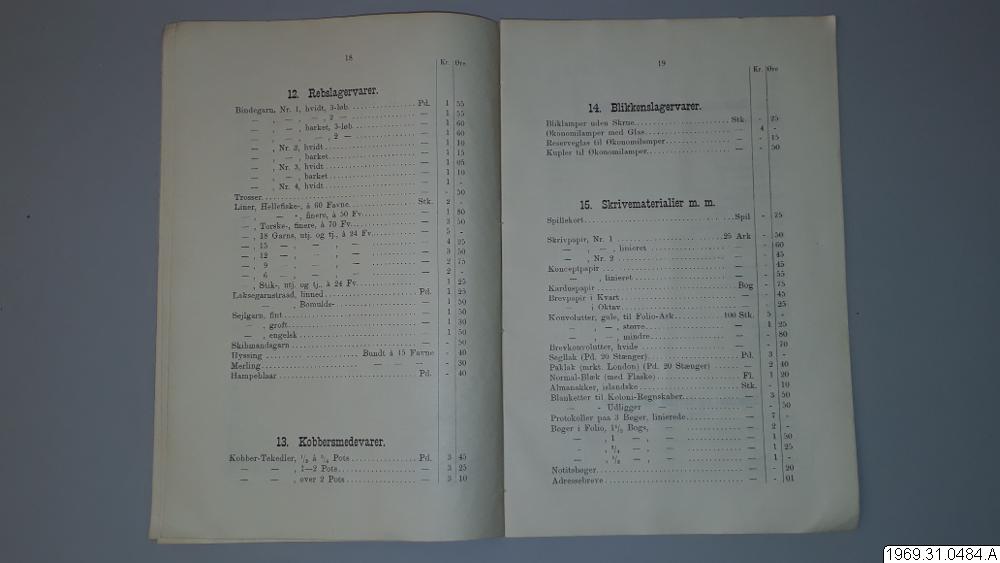 18
Kr. Øre
12. Rebslagervarer.
Bindegarn, Nr. 1, hvidt, 3-løb. Pd. 1 55
— , — , — , 2 — — 1 55
— , — , barket, 3-løb — 1 60
— , — , — , 2 — — 1 60
— , Nr. 2, hvidt — 1 10
— , — , barket — 1 15
— , Nr. 3, hvidt — 1 05
— , — , barket — 1 10
— , Nr. 4, hvidt — 1 -
Trosser — - 50
Liner, Hellefiske-, à 60 Favne Stk. 2 -
— , — , finere, à 50 Fv. — 1 80
— , Torske-, finere, à 70 Fv. — 3 50
— , 18 Garns, utj. og tj., à 24 Fv. — 5 -
— , 15 — , — , — — 4 25
— , 12 — , — , — — 3 50
— , 9 — , — , — — 2 75
— , 6 — , — , — — 2 -
— , Stik-, utj. og tj., à 24 Fv. — 1 25
Laksegarnstraad, linned Pd. 1 25
— , Bomulds- — 1 50
Sejlgarn, fint — 1 50
— , groft — 1 30
— , engelsk — 1 50
Skibmandsgarn — - 50
Hyssing Bundt à 15 Favne - 40
Merling — — — - 30
Hampeblaar Pd. - 40
13. Kobbersmedevarer.
Kobber-Tekedler, 1/2 à 3/4 Pots Pd. 3 45
— — , 1—2 Pots — 3 25
— — , over 2 Pots — 3 10
19
Kr. Øre
14. Blikkenslagervarer.
Bliklamper uden Skrue Stk. - 25
Økonomilamper med Glas — 4 -
Reserveglas til Økonomilamper — - 15
Kupler til Økonomilamper — - 50
15. Skrivematerialier m. m.
Spillekort Spil - 25
Skrivpapir, Nr. 1 25 Ark - 50
— , — , linieret — - 60
— , Nr. 2 — - 45
Konceptpapir — - 45
— , linieret — - 55
Karduspapir Bog - 75
Brevpapir i Kvart — - 45
— i Oktav — - 25
Konvolutter, gule, til Folio-Ark 100 Stk. 5 -
— , — , større — 1 25
— , — , mindre — - 80
Brevkonvolutter, hvide — - 70
Segllak (Pd. 20 Stænger) Pd. 3 -
Paklak (mrkt. London) (Pd. 20 Stænger) — 2 40
Normal-Blæk (med Flaske) Fl. 1 20
Almanakker, islandske Stk. - 10
Blanketter til Koloni-Regnskaber — 3 50
— - Udligger — — - 50
Protokoller paa 3 Bøger, linierede — 7 -
Bøger i Folio, 1 1/2 Bogs, — — 2 -
— , 1 — , — — 1 50
- , 3/4 — , — — 1 25
— , 1/2 — , — — 1 -
Notitsbøger — - 20
Adressebreve — - 01
1969.31.0484.A